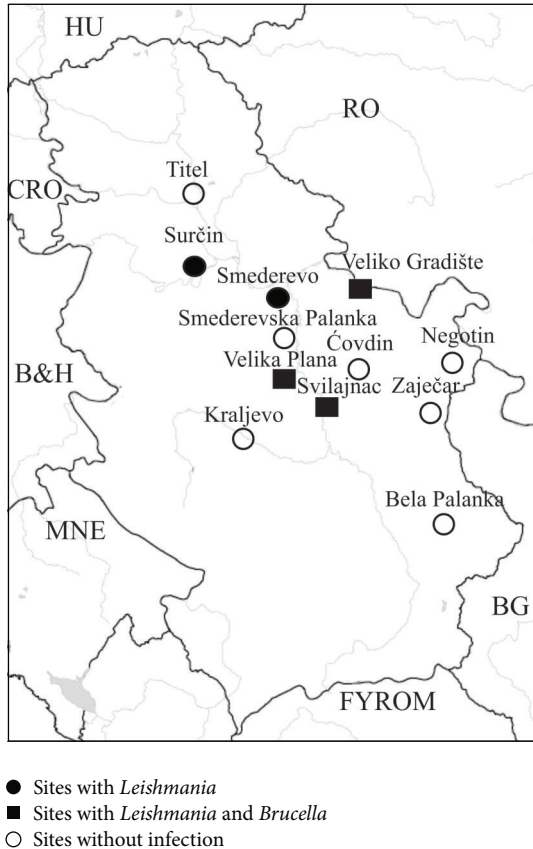 HU
RO
Titel
CRO
Surčin
Veliko Gradište
Smederevo
Smederevska Palanka
Ćovdin
Negotin
B&H
Velika Plana
Svilajnac
Zaječar
Kraljevo
Bela Palanka
MNE
BG
FYROM
Sites with Leishmania
Sites with Leishmania and Brucella
Sites without infection